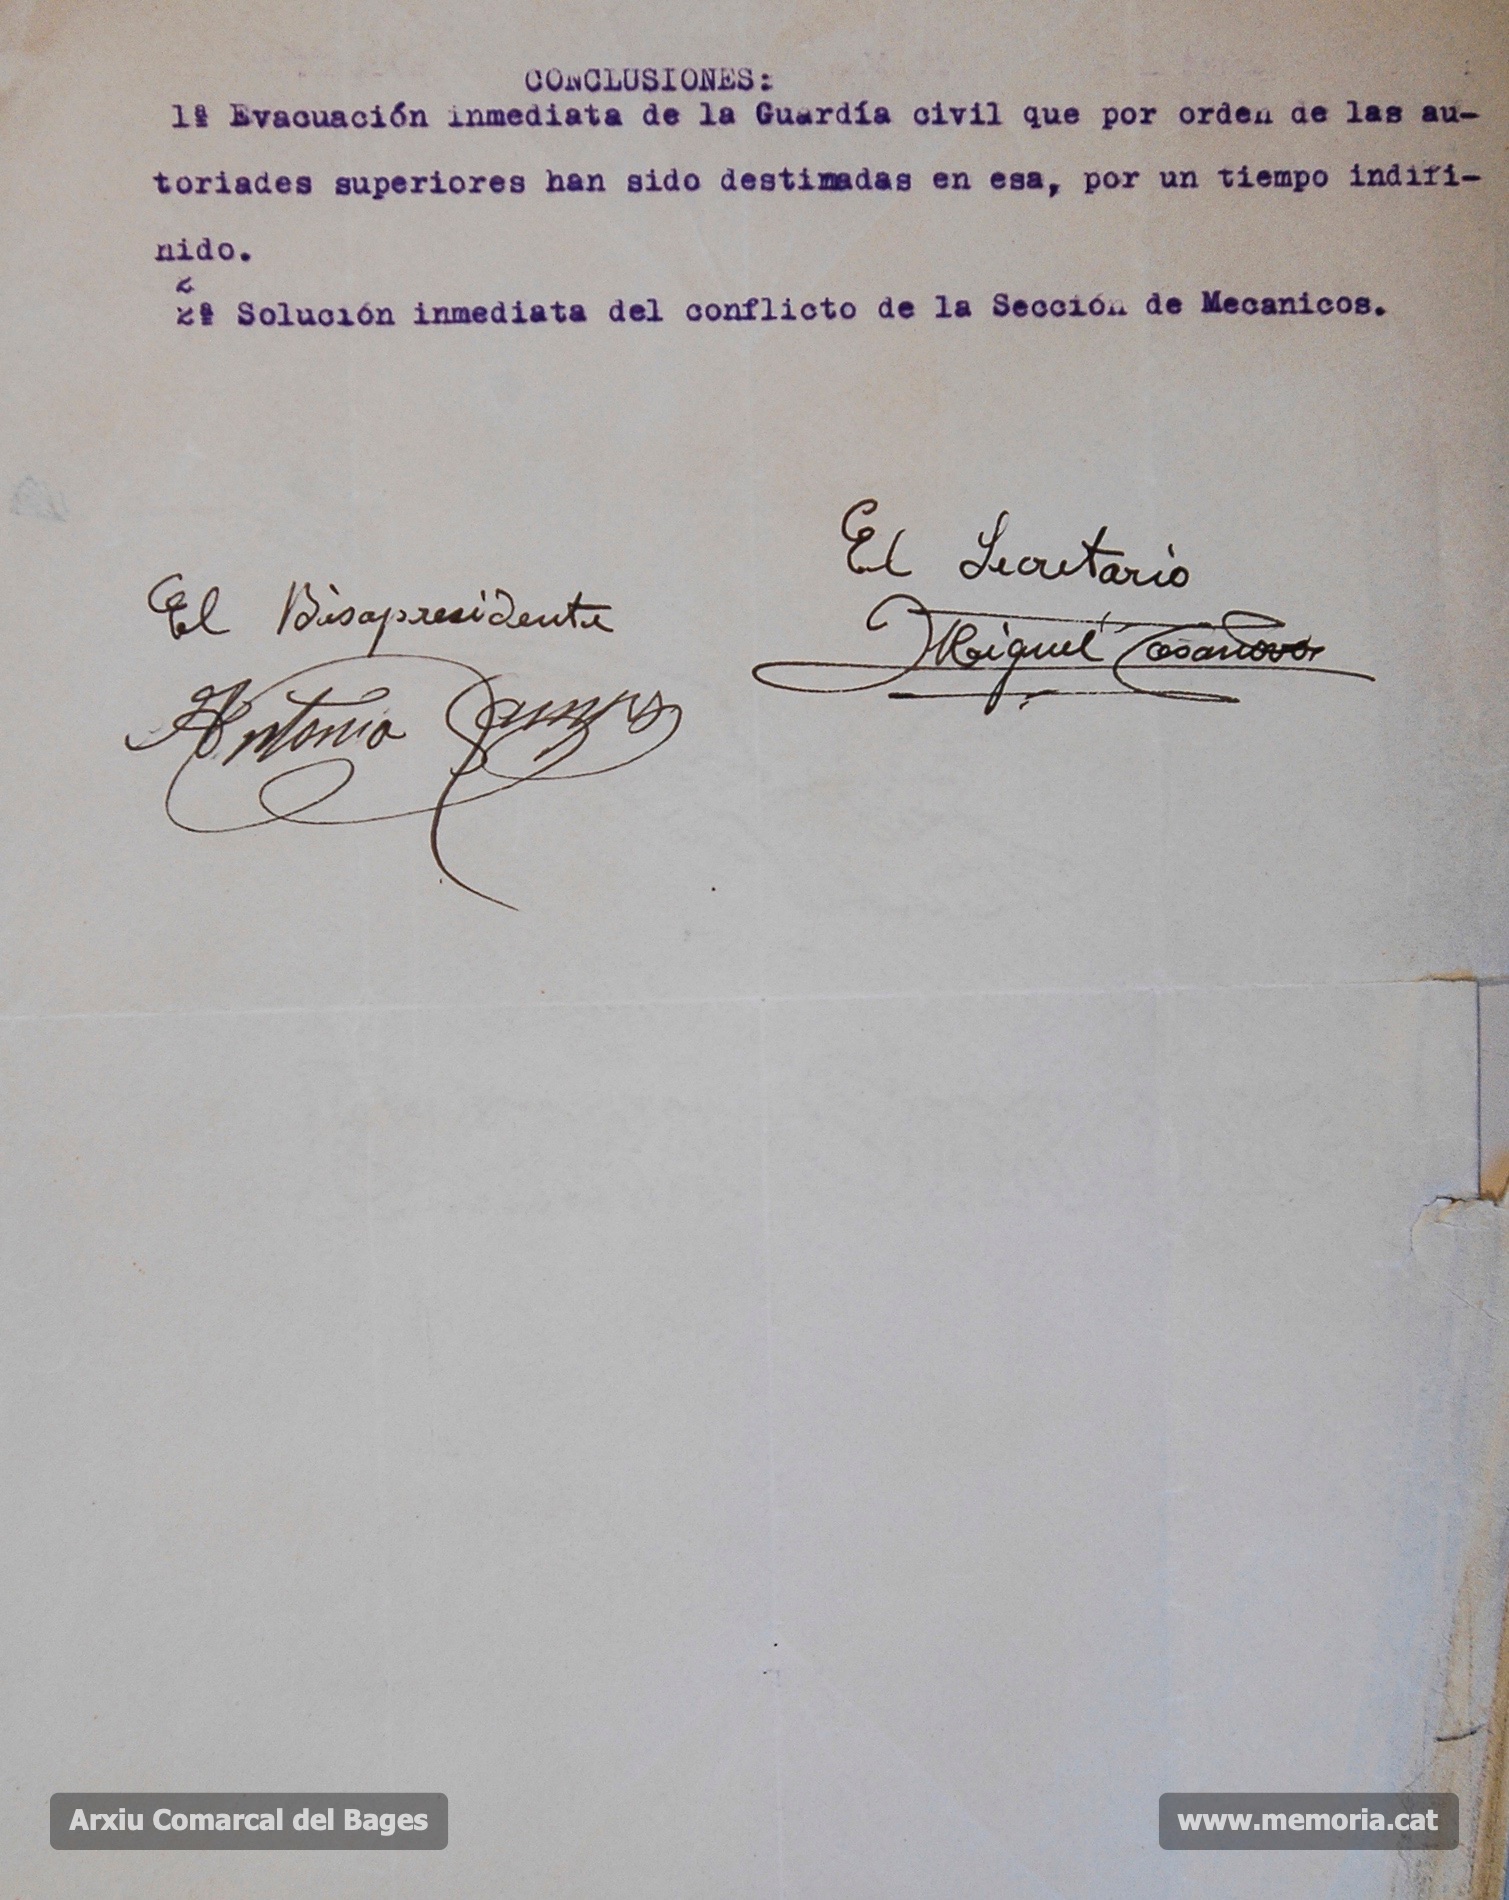 CONCLUSIONES:
1ª Evacuación inmediata de la Guardía civil que por orden de las au-
toriades superiores han sido destinadas en esa, por un tiempo indifi-
nido.
2ª Solución inmediata del conflicto de la Sección de Mecanicos.
El Secretario
El Bisapresidente
Miguel Casanovas
Antonio
Arxiu Comarcal del Bages
www.memoria.cat